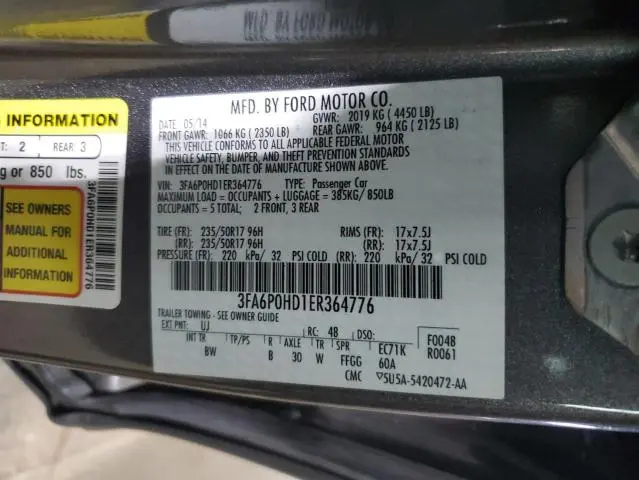 MFD. BY FORD MOTOR CO.
DATE 05/14 GVWR: 2019 KG ( 4450 LB)
FRONT GAWR: 1066 KG ( 2350 LB) REAR GAWR: 964 KG ( 2125 LB)
THIS VEHICLE CONFORMS TO ALL APPLICABLE FEDERAL MOTOR
VEHICLE SAFETY, BUMPER, AND THEFT PREVENTION STANDARDS
IN EFFECT ON THE DATE OF MANUFACTURE SHOWN ABOVE.
VIN: 3FA6P0HD1ER364776 TYPE: Passenger Car
MAXIMUM LOAD = OCCUPANTS + LUGGAGE = 385KG/ 850LB
OCCUPANTS = 5 TOTAL; 2 FRONT, 3 REAR
TIRE (FR): 235/50R17 96H RIMS (FR): 17x7.5J
(RR): 235/50R17 96H (RR): 17x7.5J
PRESSURE (FR): 220 kPa/ 32 PSI COLD (RR): 220 kPa/ 32 PSI COLD
3FA6P0HD1ER364776
TRAILER TOWING - SEE OWNER GUIDE
EXT PNT: UJ RC: 48 DSO: F0048
R0061
INT TR TP/PS R AXLE TR SPR EC71K
BW B 30 W FFGG 60A
CMC 5U5A-5420472-AA
INFORMATION
T: 2 REAR: 3
g or 850 lbs.
SEE OWNERS
MANUAL FOR
ADDITIONAL
INFORMATION
3FA6P0HD1ER364776